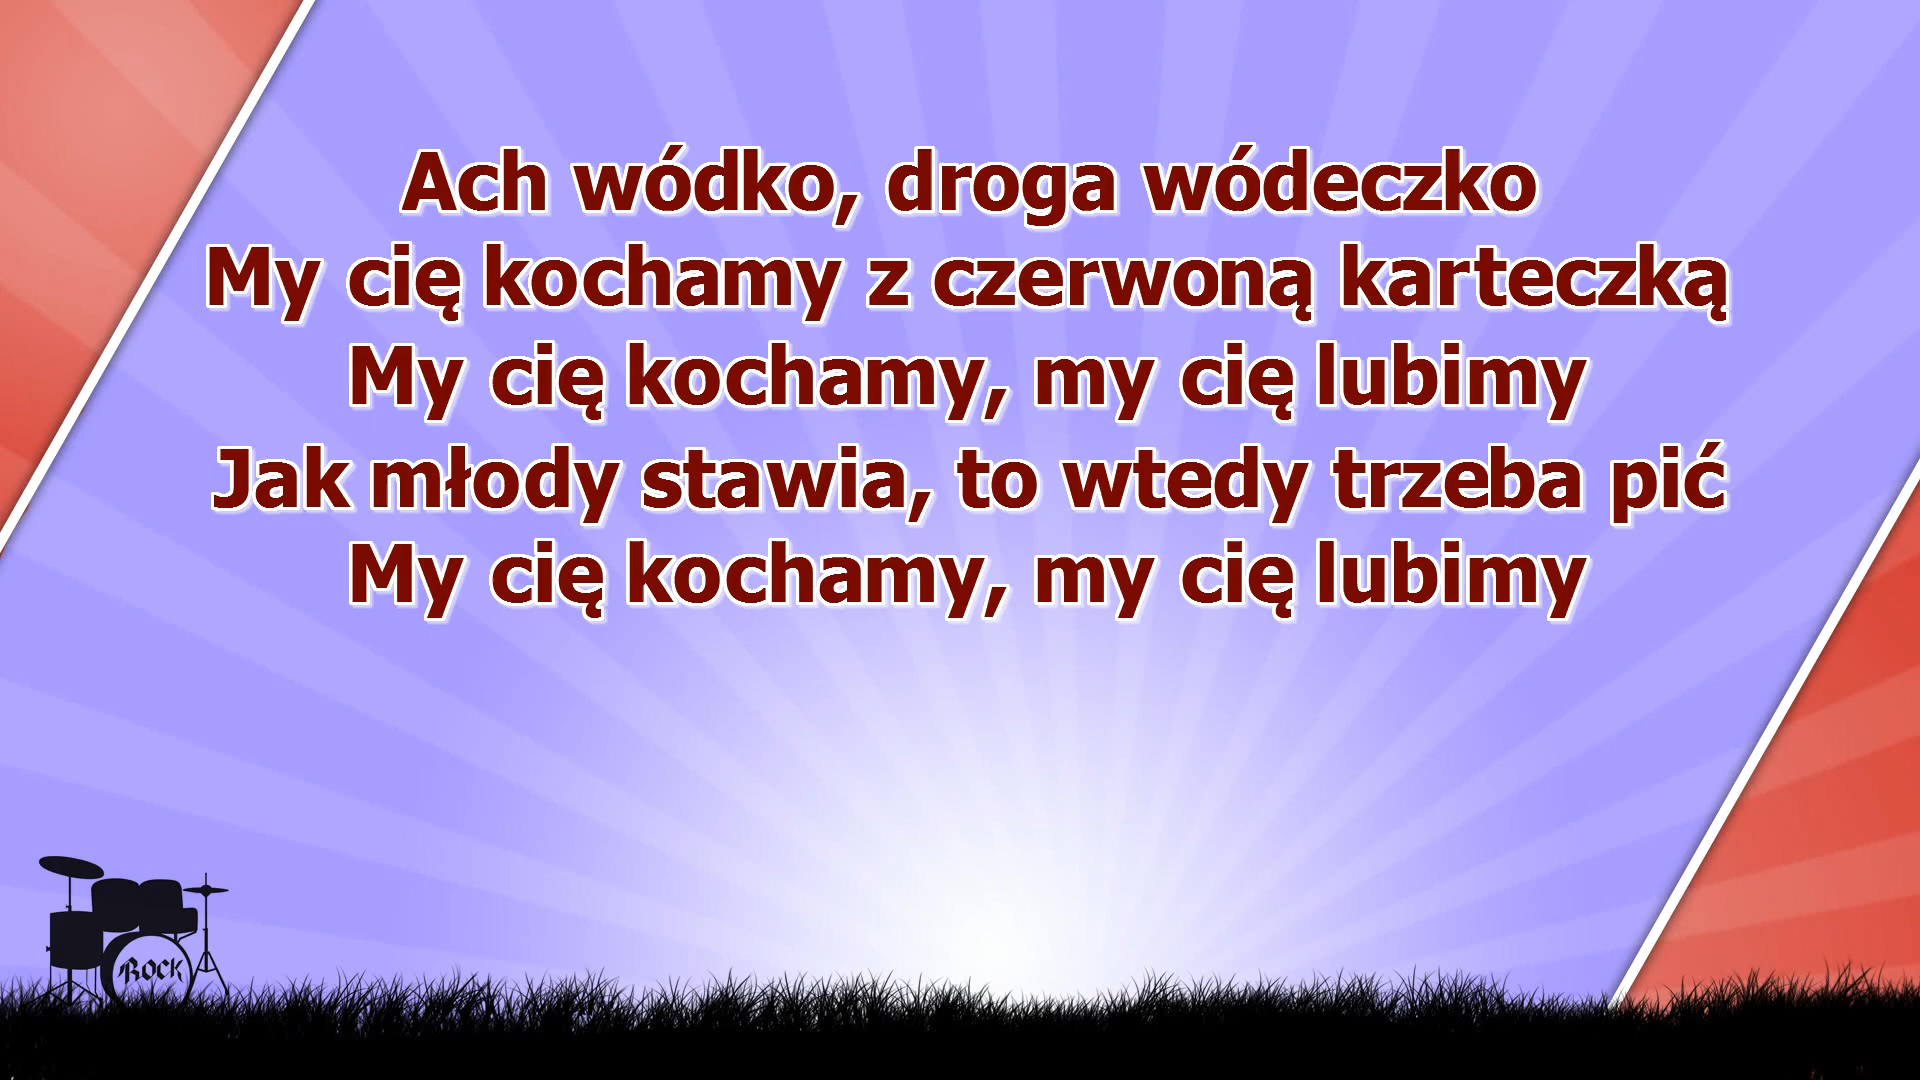 Ach wódko, droga wódeczko
My cię kochamy z czerwoną karteczką
My cię kochamy, my cię lubimy
Jak młody stawia, to wtedy trzeba pić
My cię kochamy, my cię lubimy
ROCK